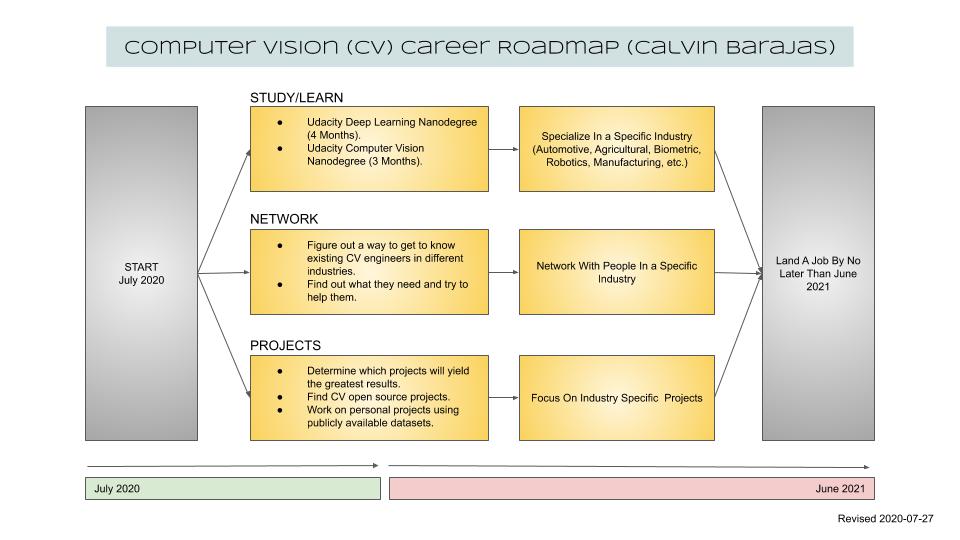 Computer Vision (CV) Career Roadmap (Calvin Barajas)
STUDY/LEARN
● Udacity Deep Learning Nanodegree
(4 Months).
● Udacity Computer Vision
Nanodegree (3 Months).
Specialize In a Specific Industry
(Automotive, Agricultural, Biometric,
Robotics, Manufacturing, etc.)
NETWORK
START
July 2020
● Figure out a way to get to know
existing CV engineers in different
industries.
● Find out what they need and try to
help them.
Network With People In a Specific
Industry
Land A Job By No
Later Than June
2021
PROJECTS
● Determine which projects will yield
the greatest results.
● Find CV open source projects.
● Work on personal projects using
publicly available datasets.
Focus On Industry Specific Projects
July 2020
June 2021
Revised 2020-07-27